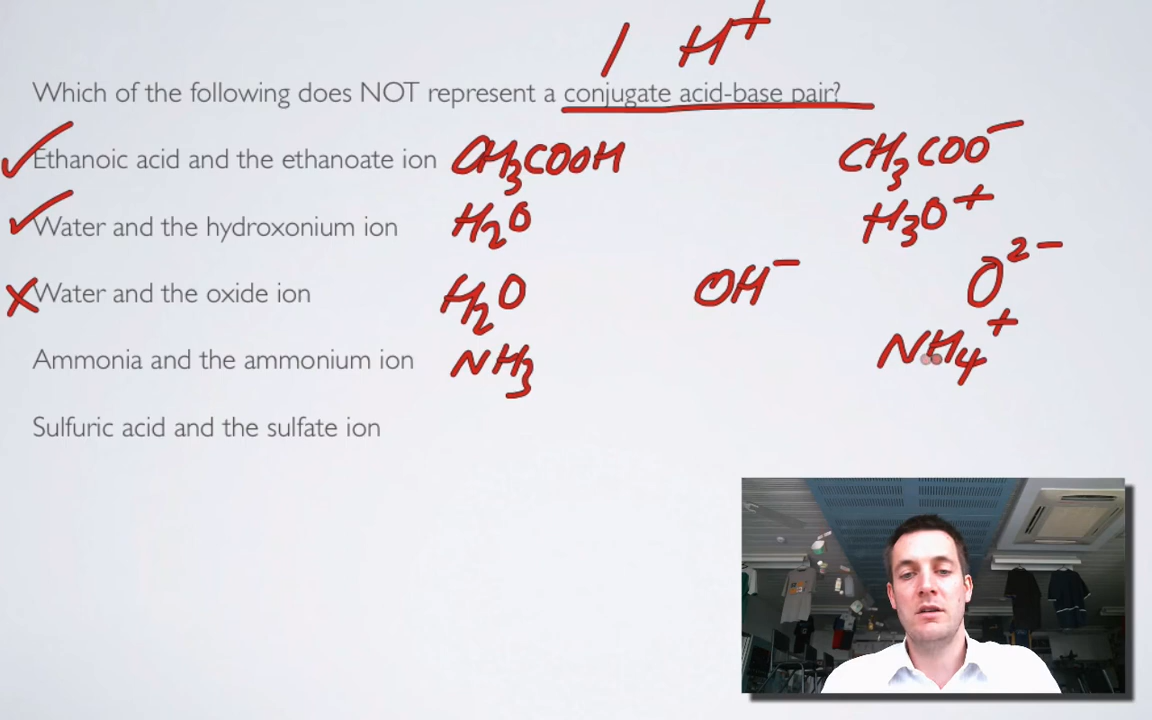 1 H⁺
Which of the following does NOT represent a conjugate acid-base pair?
Ethanoic acid and the ethanoate ion CH₃COOH CH₃COO⁻
Water and the hydroxonium ion H₂O H₃O⁺
Water and the oxide ion H₂O OH⁻ O²⁻
Ammonia and the ammonium ion NH₃ NH₄⁺
Sulfuric acid and the sulfate ion